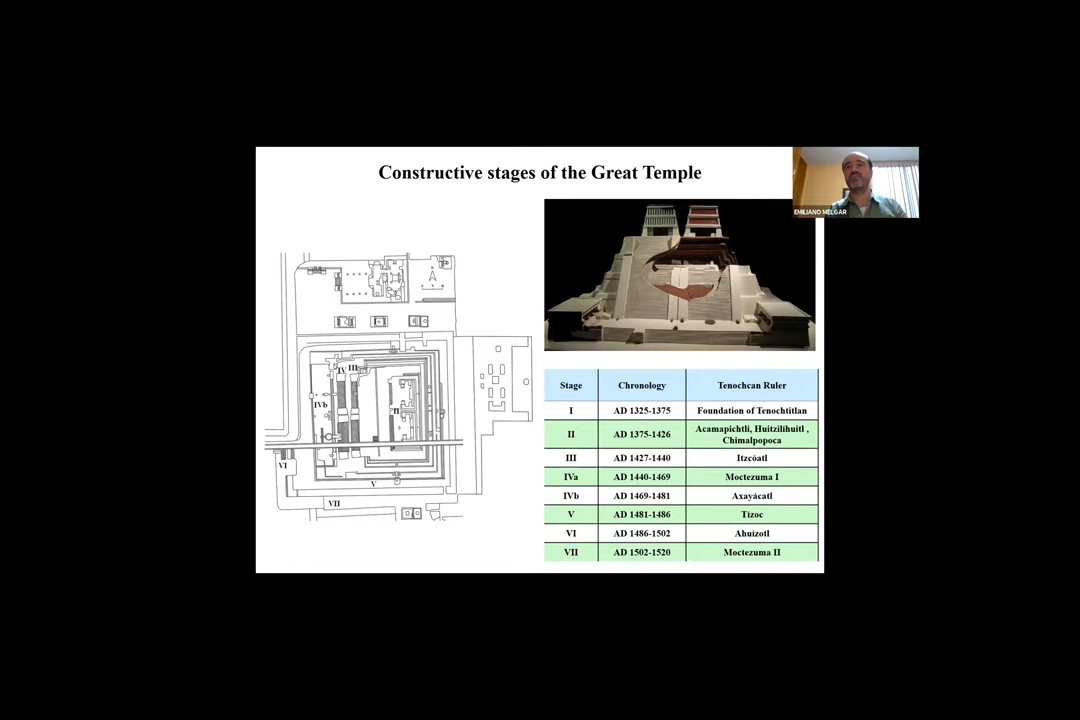 Constructive stages of the Great Temple
EMILIANO MELGAR
IV III
II
IVb
VI
V
VII
Stage Chronology Tenochcan Ruler
I AD 1325-1375 Foundation of Tenochtitlan
II AD 1375-1426 Acamapichtli, Huitzilíhuitl ,
Chimalpopoca
III AD 1427-1440 Itzcóatl
IVa AD 1440-1469 Moctezuma I
IVb AD 1469-1481 Axayácatl
V AD 1481-1486 Tízoc
VI AD 1486-1502 Ahuízotl
VII AD 1502-1520 Moctezuma II